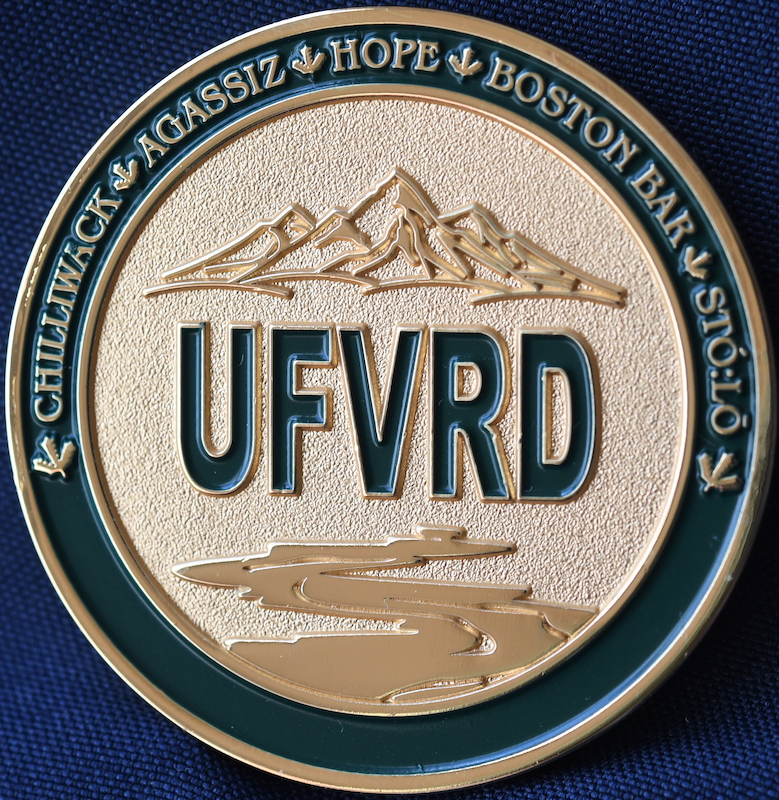 CHILLIWACK AGASSIZ HOPE BOSTON BAR STÓ:LŌ
UFVRD